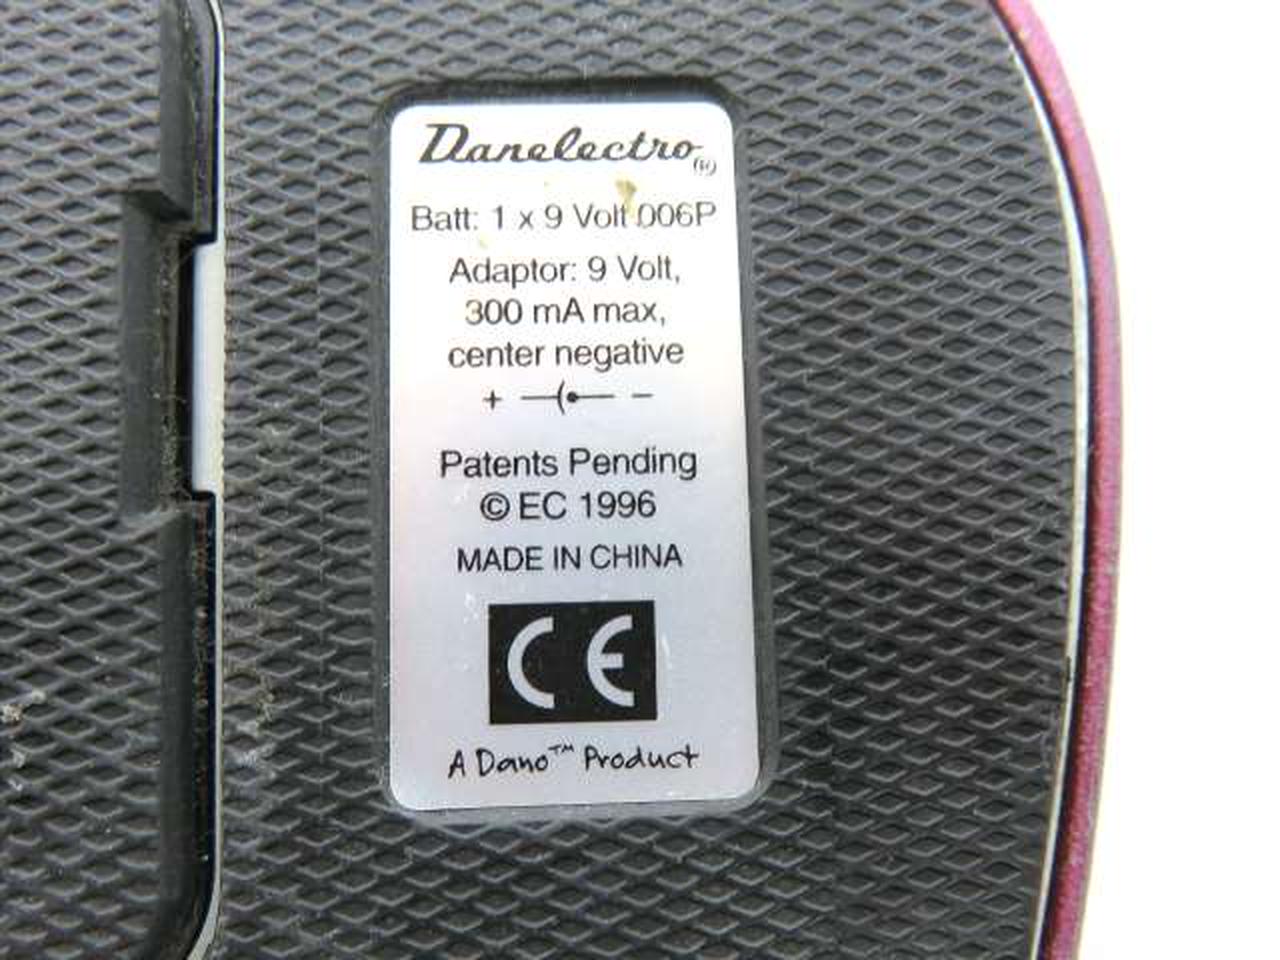 Danelectro®
Batt: 1 x 9 Volt 006P
Adaptor: 9 Volt,
300 mA max,
center negative
+ −
Patents Pending
© EC 1996
MADE IN CHINA
CE
A Dano™ Product